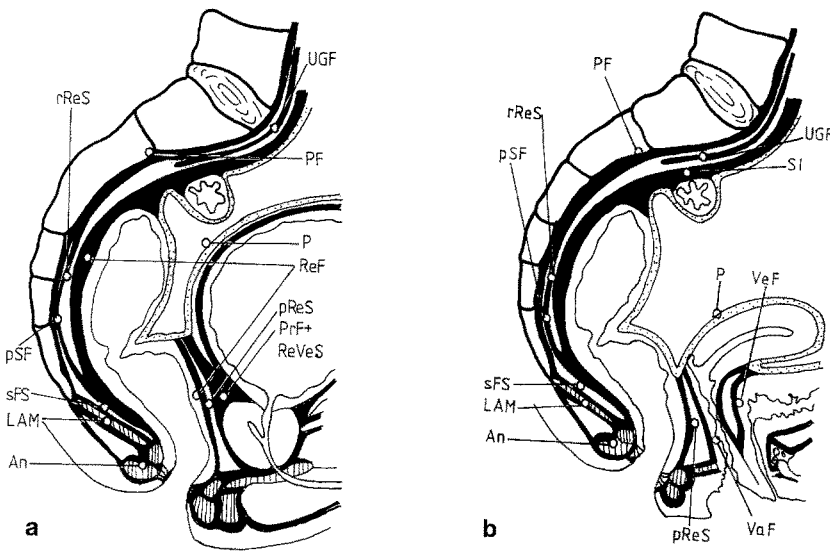 UGF
rReS
PF
P
ReF
pReS
PrF+
ReVeS
pSF
sFS
LAM
An
a
PF
rReS
UGF
pSF
SI
P
VeF
sFS
LAM
An
pReS
VaF
b